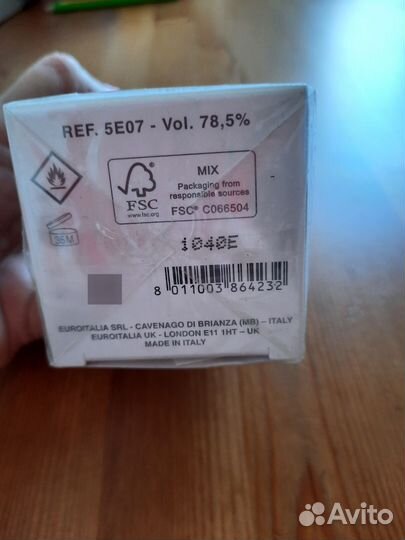 REF. 5E07 - Vol. 78,5%
MIX
Packaging from
responsible sources
FSC
www.fsc.org
FSC® C066504
36M
1040E
8 011003 864232
EUROITALIA SRL - CAVENAGO DI BRIANZA (MB) – ITALY
EUROITALIA UK - LONDON E11 1HT – UK
MADE IN ITALY
Avito